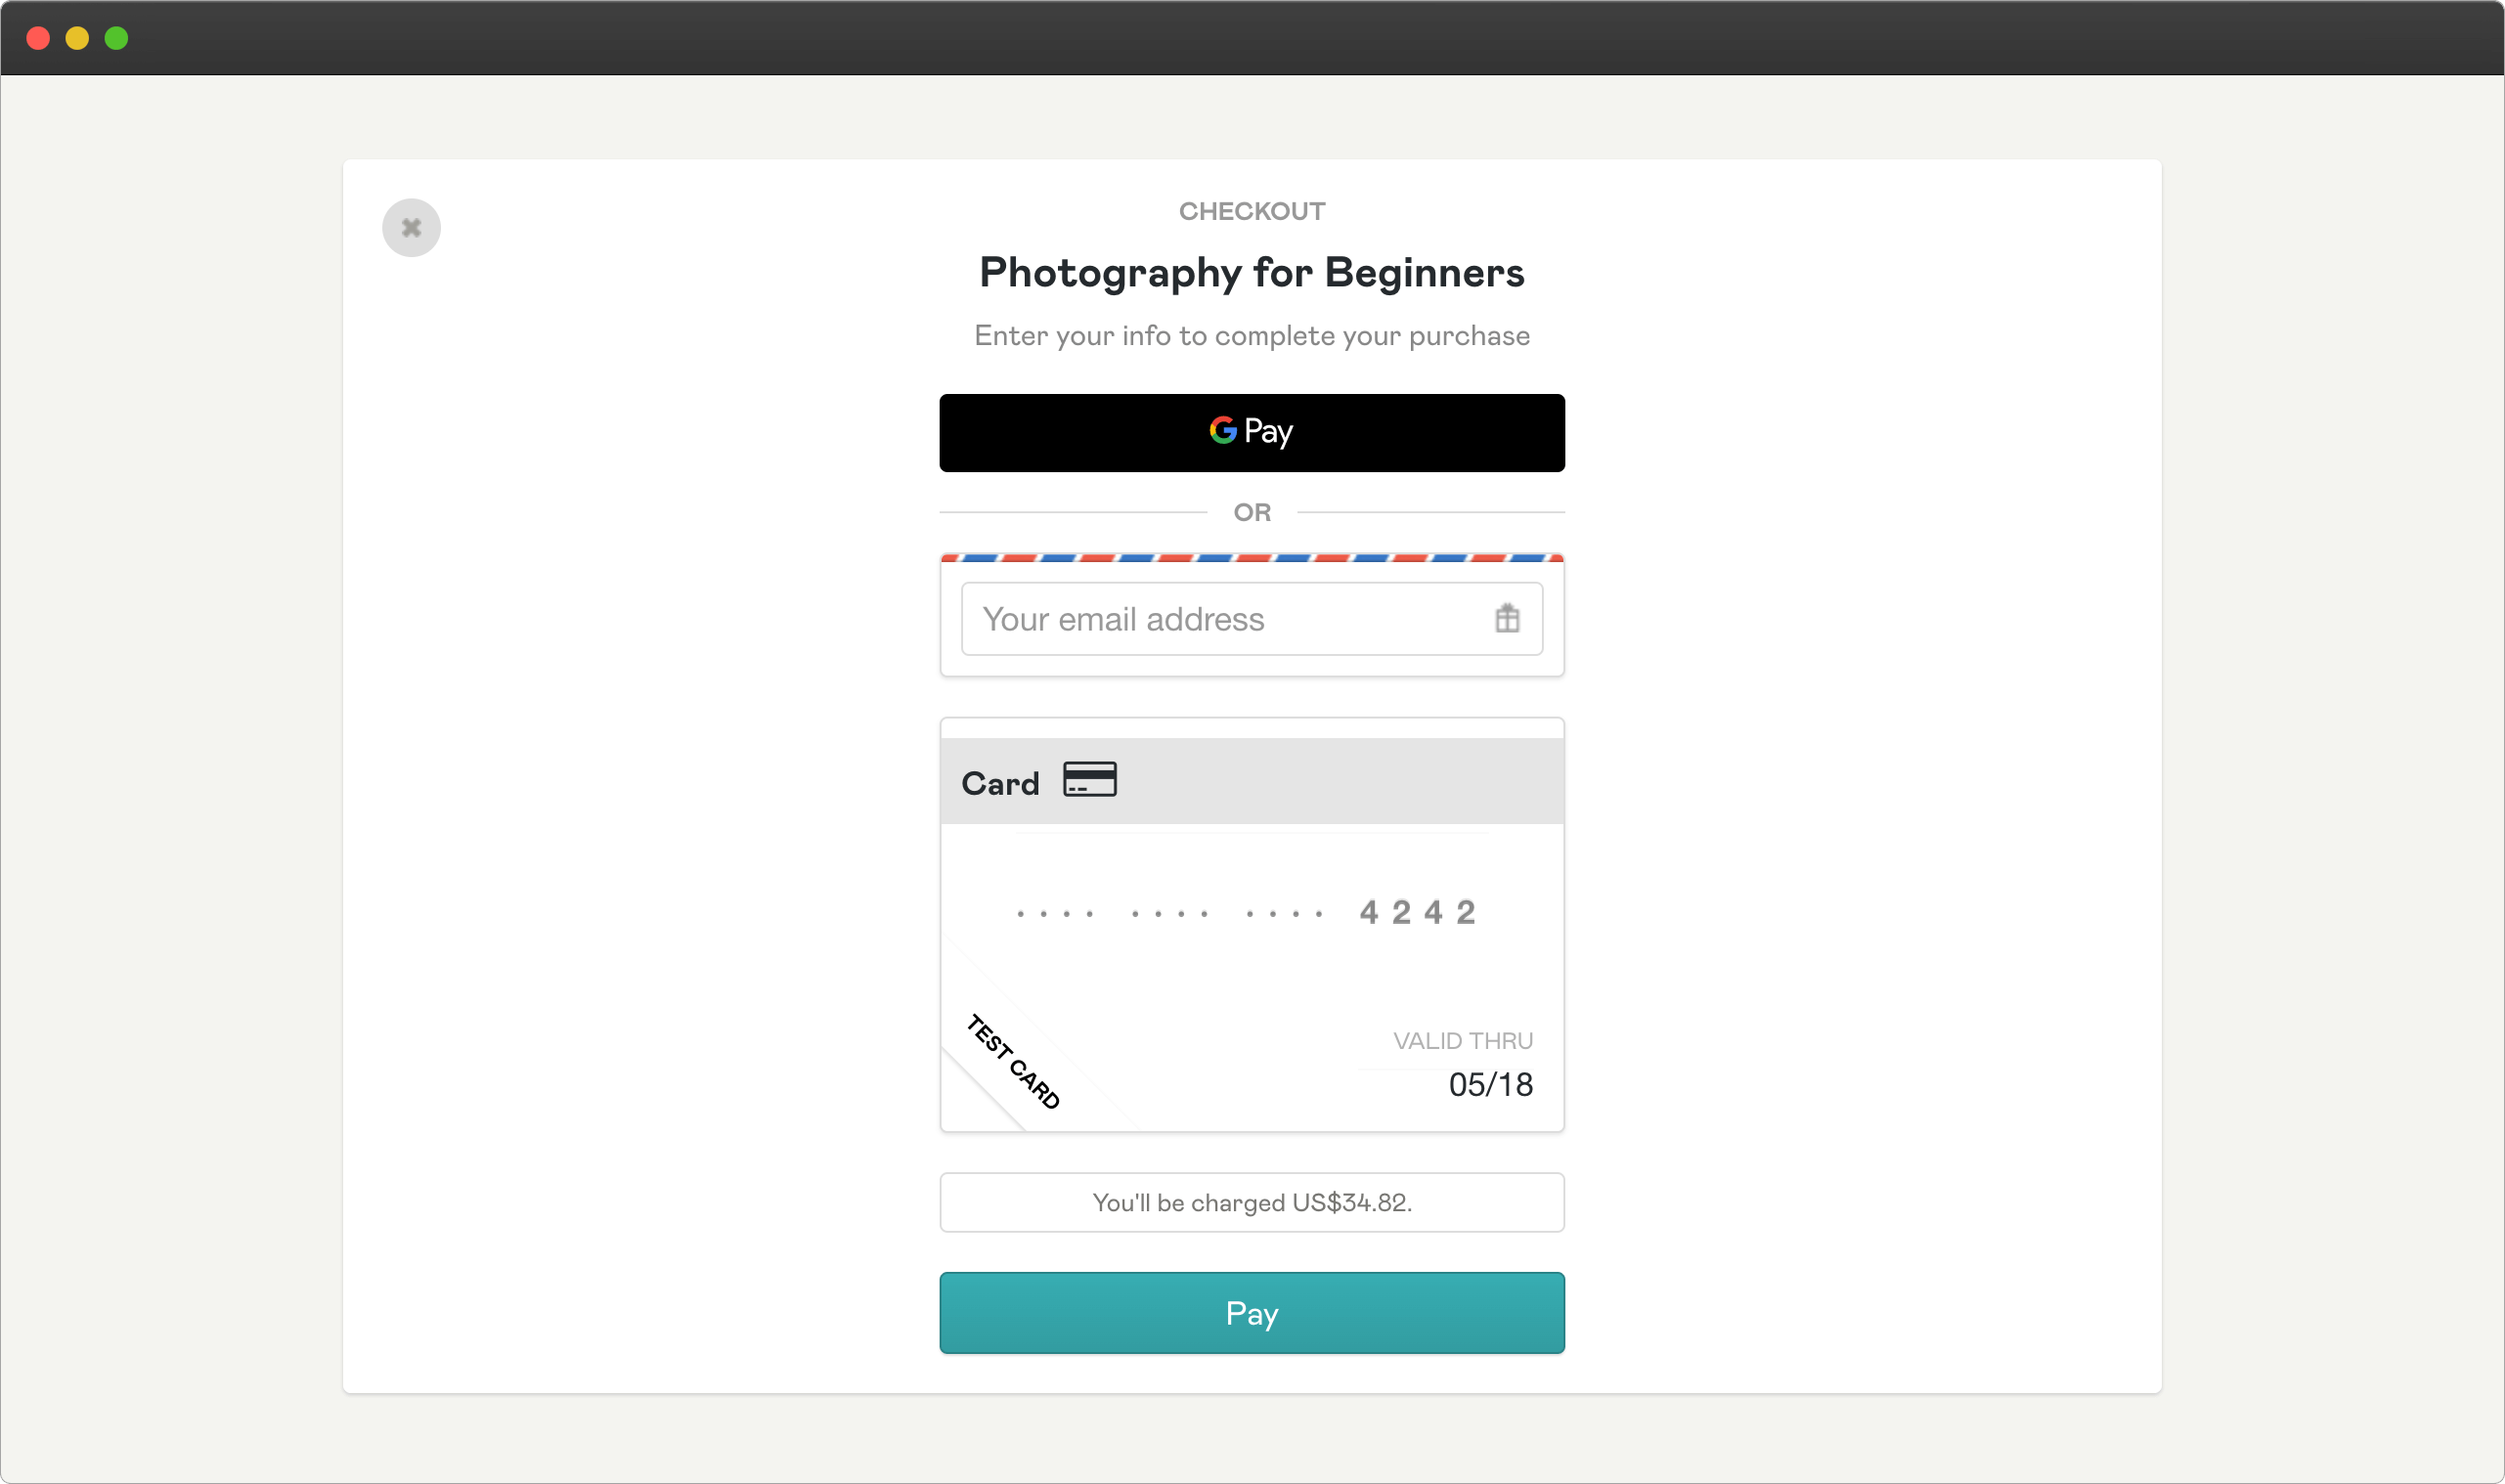 CHECKOUT
Photography for Beginners
Enter your info to complete your purchase
G Pay
OR
Your email address
Card
•••• •••• •••• 4242
TEST CARD
VALID THRU
05/18
You'll be charged US$34.82.
Pay